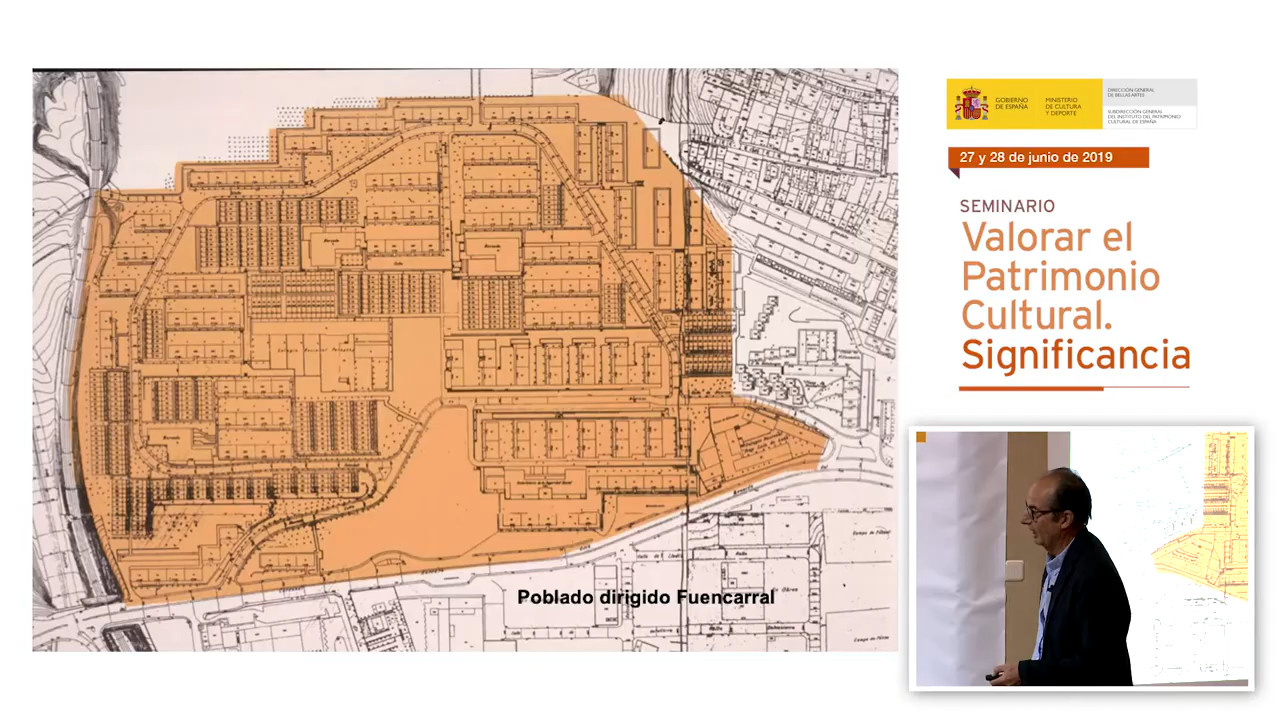 GOBIERNO
DE ESPAÑA
MINISTERIO
DE CULTURA
Y DEPORTE
DIRECCIÓN GENERAL
DE BELLAS ARTES
SUBDIRECCIÓN GENERAL
DEL INSTITUTO DEL PATRIMONIO
CULTURAL DE ESPAÑA
27 y 28 de junio de 2019
SEMINARIO
Valorar el
Patrimonio
Cultural.
Significancia
Poblado dirigido Fuencarral